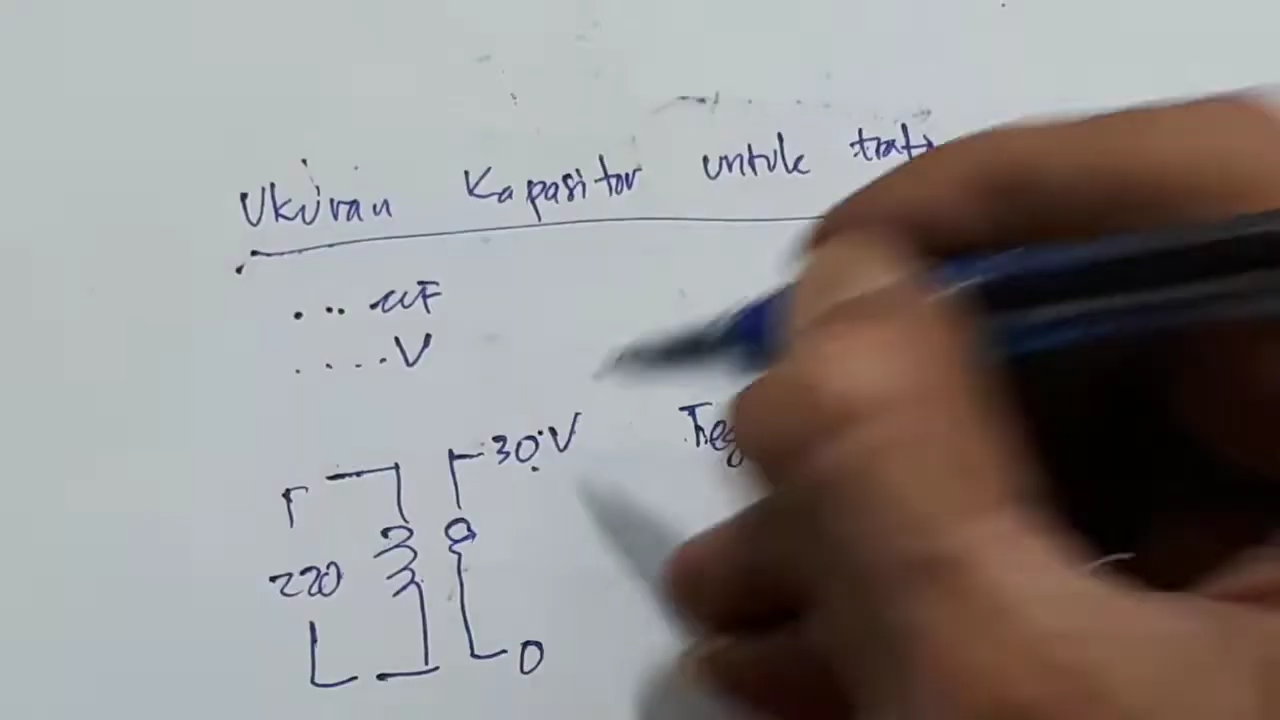 Ukuran Kapasitor untuk
... uF
.... V
30 V
220
0